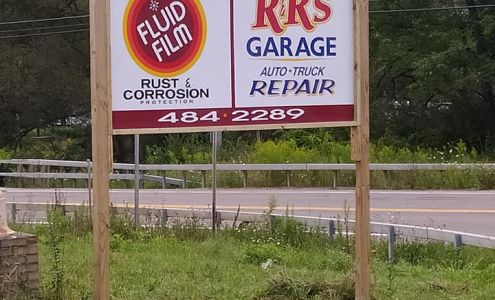 FLUID
FILM
RUST &
CORROSION
PROTECTION
R&R'S
GARAGE
AUTO • TRUCK
REPAIR
484-2289